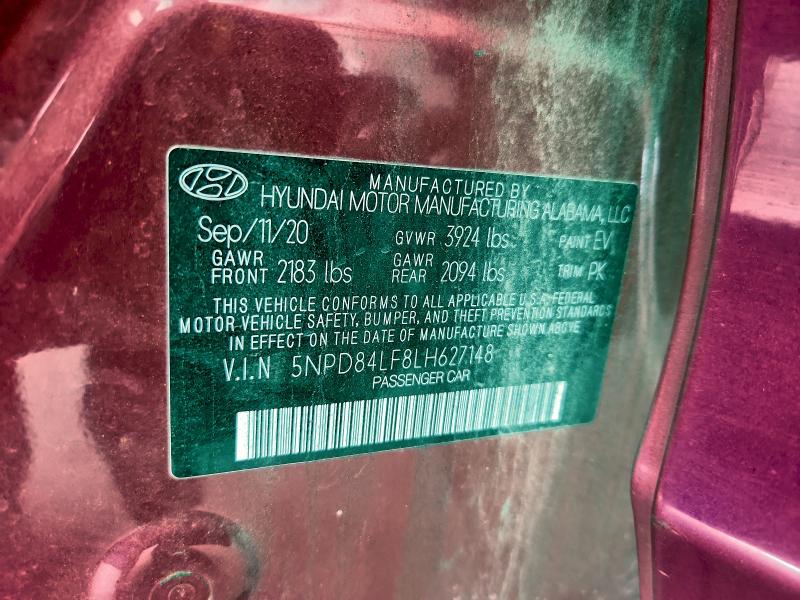 MANUFACTURED BY
HYUNDAI MOTOR MANUFACTURING ALABAMA, LLC
Sep/11/20 GVWR 3924 lbs PAINT EV
GAWR FRONT 2183 lbs GAWR REAR 2094 lbs TRIM PK
THIS VEHICLE CONFORMS TO ALL APPLICABLE U.S.A. FEDERAL
MOTOR VEHICLE SAFETY, BUMPER, AND THEFT PREVENTION STANDARDS
IN EFFECT ON THE DATE OF MANUFACTURE SHOWN ABOVE
V.I.N 5NPD84LF8LH627148
PASSENGER CAR